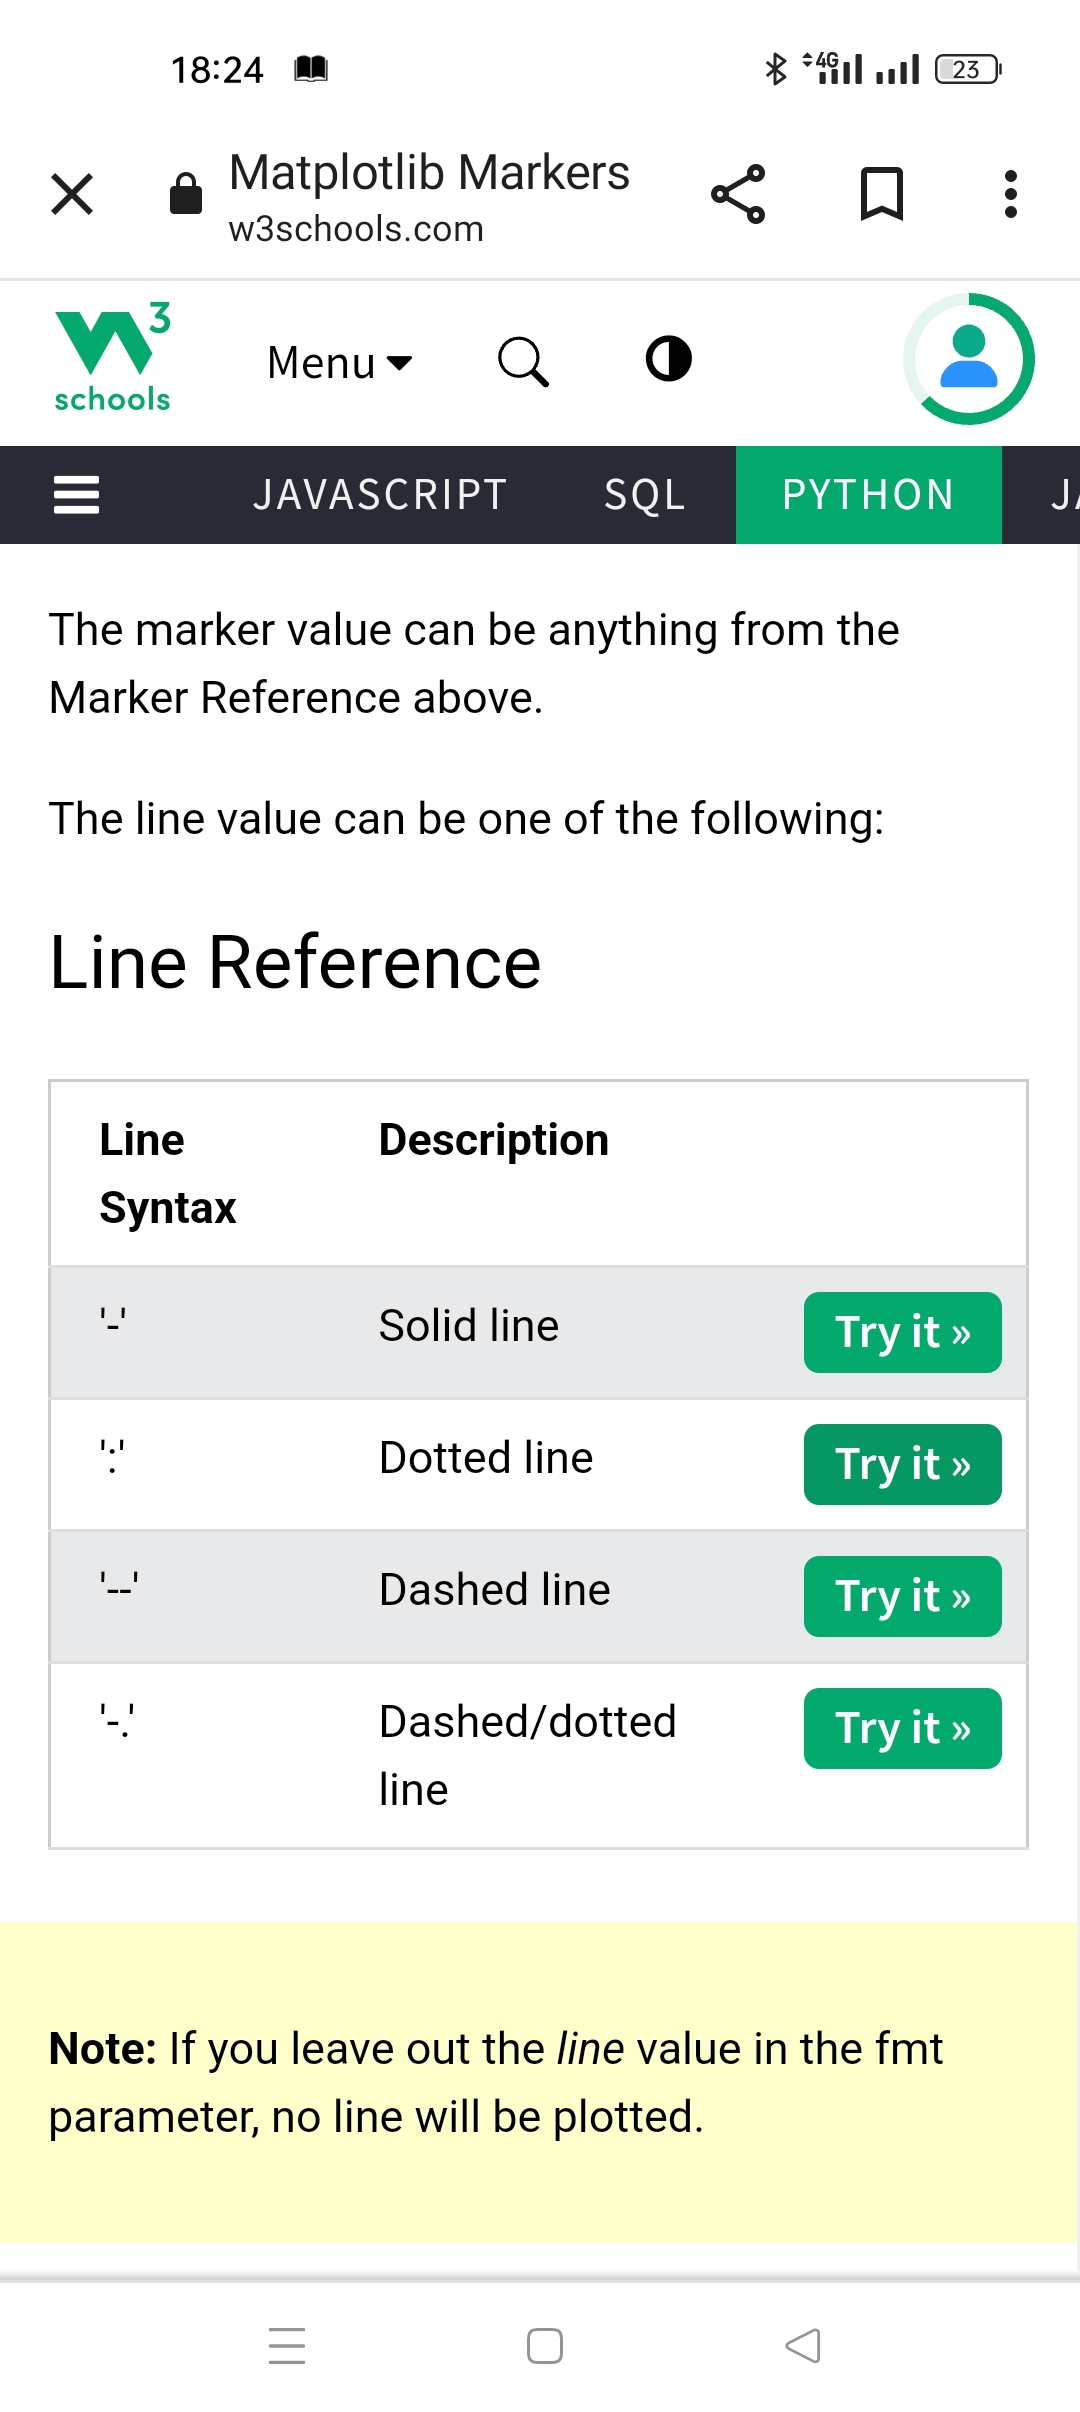 18:24
4G
23
Matplotlib Markers
w3schools.com
3
schools
Menu
JAVASCRIPT SQL PYTHON JA
The marker value can be anything from the
Marker Reference above.
The line value can be one of the following:
Line Reference
Line Description
Syntax
'-' Solid line Try it »
':' Dotted line Try it »
'--' Dashed line Try it »
'-.' Dashed/dotted Try it »
line
Note: If you leave out the line value in the fmt
parameter, no line will be plotted.